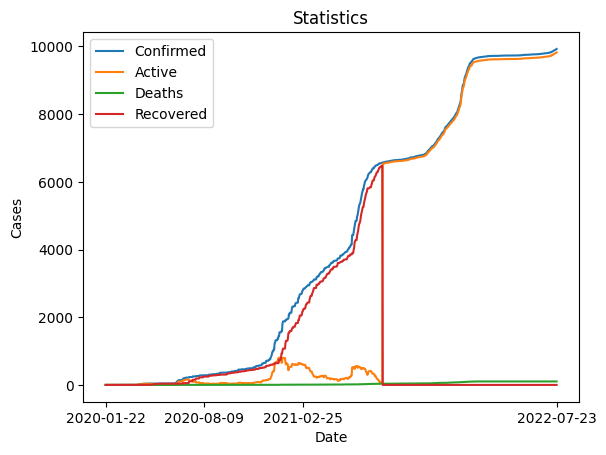 Statistics
Confirmed
Active
Deaths
Recovered
10000
8000
6000
4000
2000
0
Cases
2020-01-22 2020-08-09 2021-02-25 2022-07-23
Date